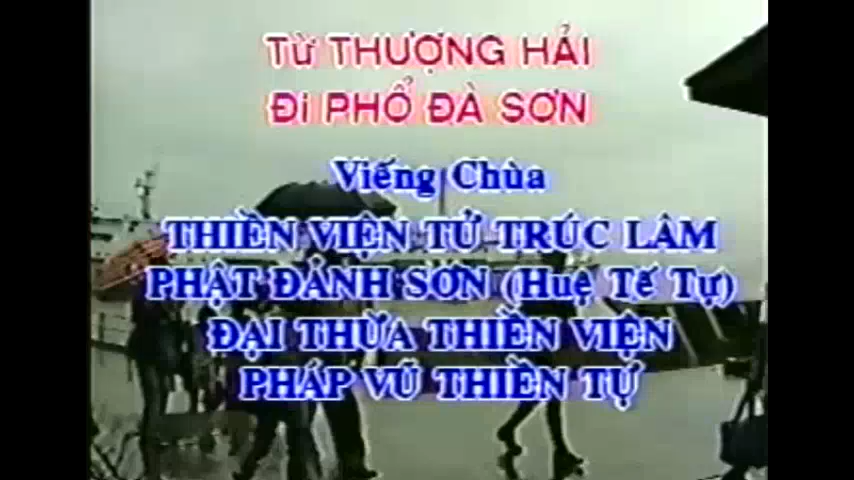 Từ THƯỢNG HẢI
Đi PHỔ ĐÀ SƠN
Viếng Chùa
THIỀN VIỆN TỬ TRÚC LÂM
PHẬT ĐẢNH SƠN (Huệ Tế Tự)
ĐẠI THỪA THIỀN VIỆN
PHÁP VŨ THIỀN TỰ